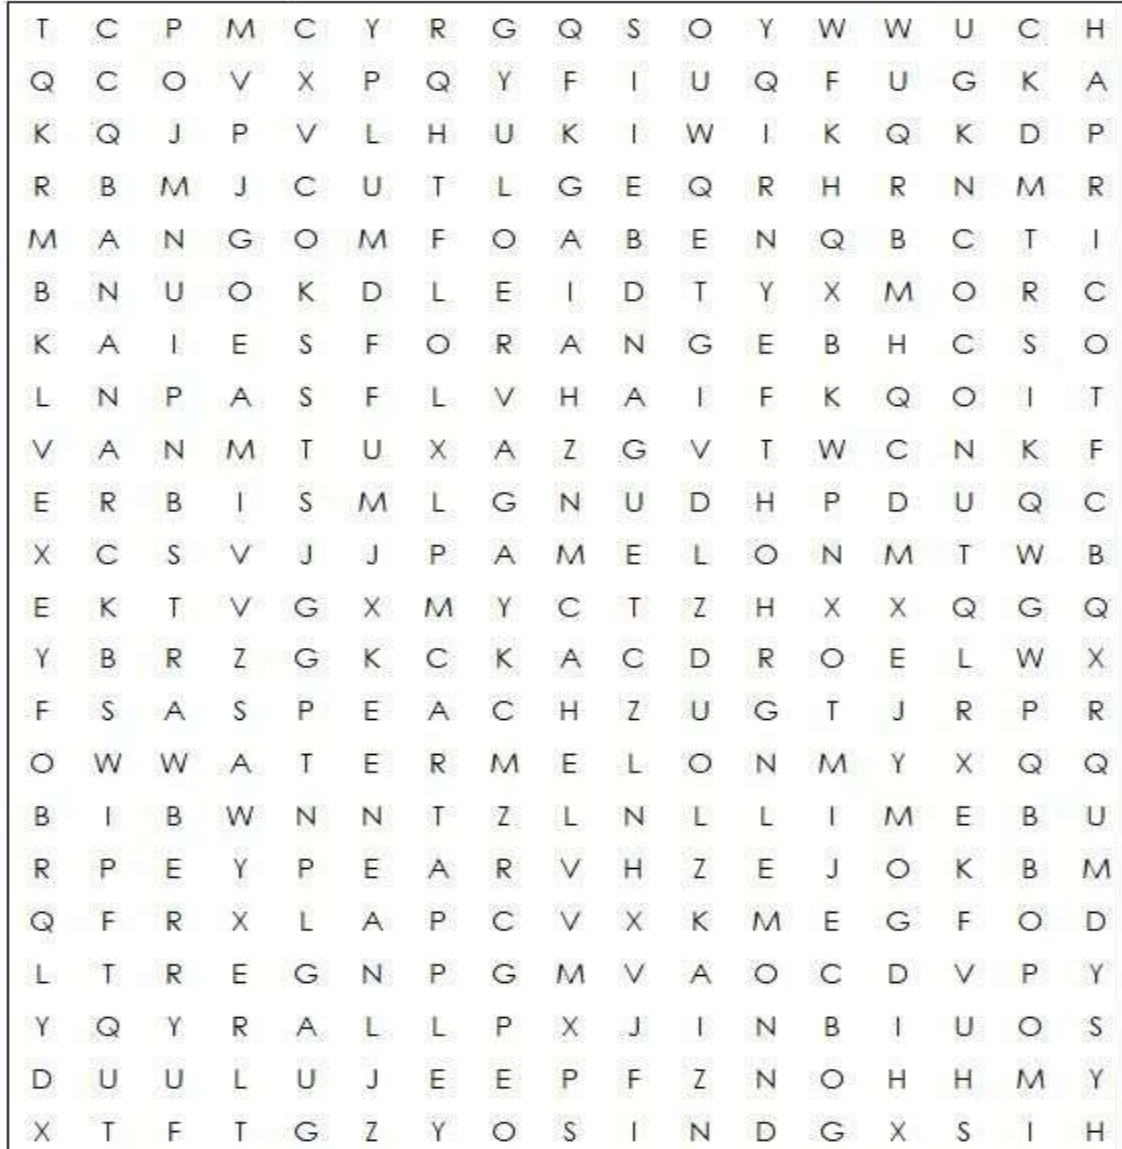 T C P M C Y R G Q S O Y W W U C H
Q C O V X P Q Y F I U Q F U G K A
K Q J P V L H U K I W I K Q K D P
R B M J C U T L G E Q R H R N M R
M A N G O M F O A B E N Q B C T I
B N U O K D L E I D T Y X M O R C
K A I E S F O R A N G E B H C S O
L N P A S F L V H A I F K Q O I T
V A N M T U X A Z G V T W C N K F
E R B I S M L G N U D H P D U Q C
X C S V J J P A M E L O N M T W B
E K T V G X M Y C T Z H X X Q G Q
Y B R Z G K C K A C D R O E L W X
F S A S P E A C H Z U G T J R P R
O W W A T E R M E L O N M Y X Q Q
B I B W N N T Z L N L L I M E B U
R P E Y P E A R V H Z E J O K B M
Q F R X L A P C V X K M E G F O D
L T R E G N P G M V A O C D V P Y
Y Q Y R A L L P X J I N B I U O S
D U U L U J E E P F Z N O H H M Y
X T F T G Z Y O S I N D G X S I H